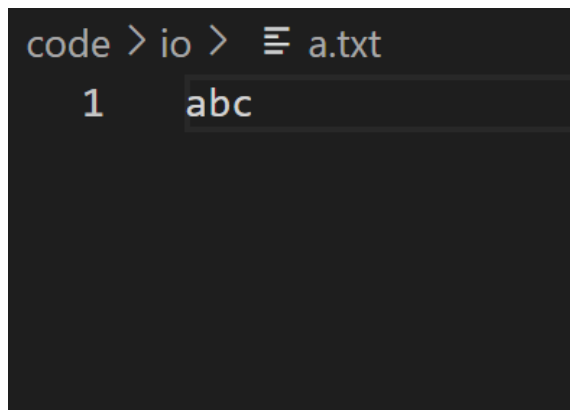 code > io > a.txt
1 abc